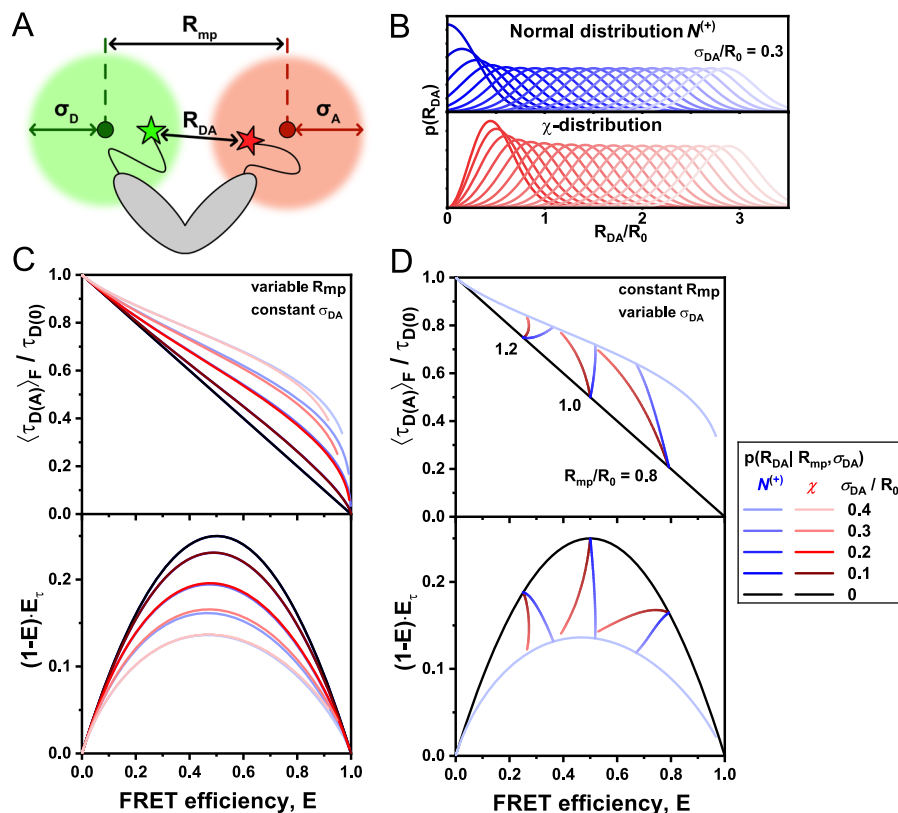 A
R_mp
σ_D
R_DA
σ_A
B
Normal distribution N^(+)
σ_DA/R_0 = 0.3
χ-distribution
p(R_DA)
0 1 2 3
R_DA/R_0
C
variable R_mp
constant σ_DA
⟨τ_D(A)⟩_F / τ_D(0)
1.0
0.8
0.6
0.4
0.2
0.0
(1-E)·E_τ
0.2
0.1
0.0
0.0 0.2 0.4 0.6 0.8 1.0
FRET efficiency, E
D
constant R_mp
variable σ_DA
⟨τ_D(A)⟩_F / τ_D(0)
1.0
0.8
0.6
0.4
0.2
0.0
1.2
1.0
R_mp/R_0 = 0.8
(1-E)·E_τ
0.2
0.1
0.0
0.0 0.2 0.4 0.6 0.8 1.0
FRET efficiency, E
p(R_DA| R_mp,σ_DA)
N^(+) χ σ_DA / R_0
0.4
0.3
0.2
0.1
0